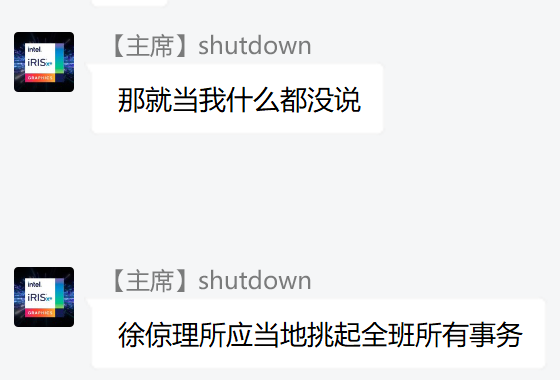 【主席】shutdown
intel
iRIS Xe
GRAPHICS
那就当我什么都没说
【主席】shutdown
intel
iRIS Xe
GRAPHICS
徐倞理所应当地挑起全班所有事务